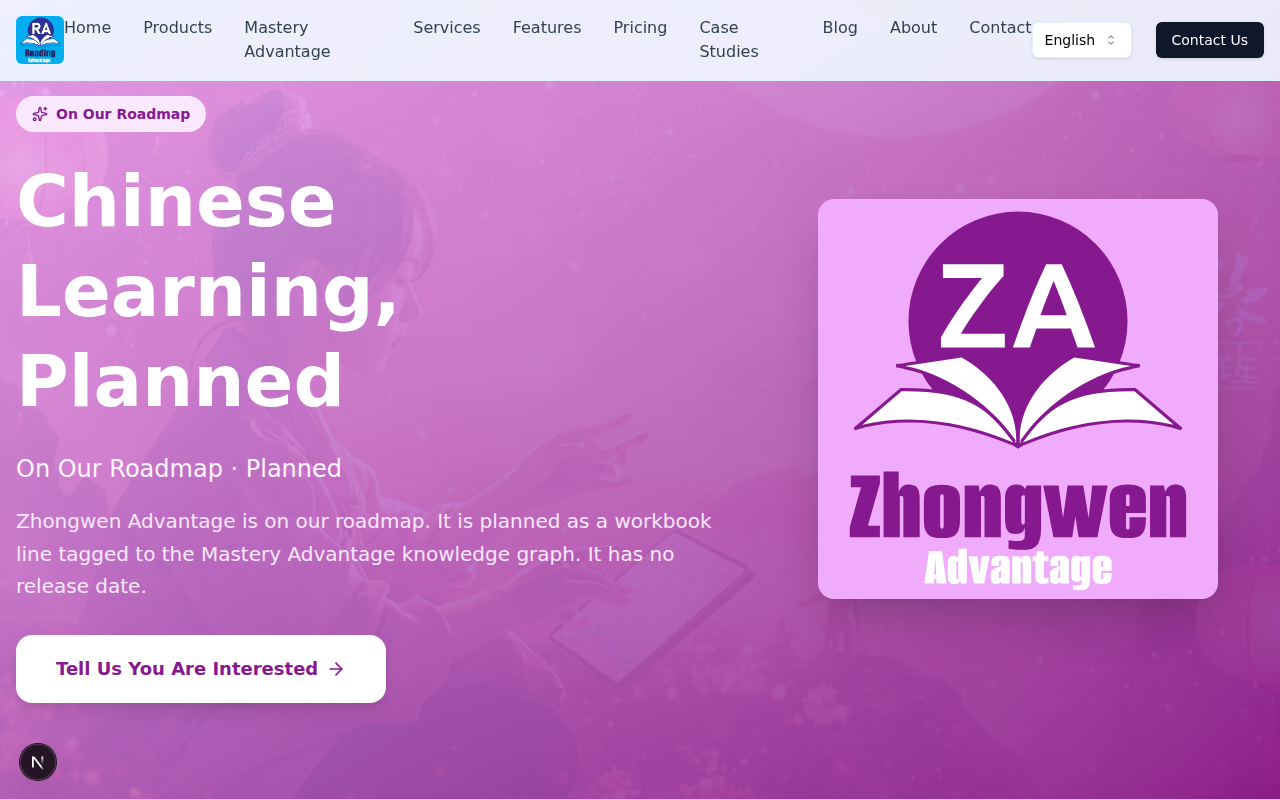 RA
Reading
Advantage
Home
Products
Mastery
Advantage
Services
Features
Pricing
Case
Studies
Blog
About
Contact
English
Contact Us
On Our Roadmap
Chinese
Learning,
Planned
On Our Roadmap · Planned
Zhongwen Advantage is on our roadmap. It is planned as a workbook
line tagged to the Mastery Advantage knowledge graph. It has no
release date.
Tell Us You Are Interested
ZA
Zhongwen
Advantage
N